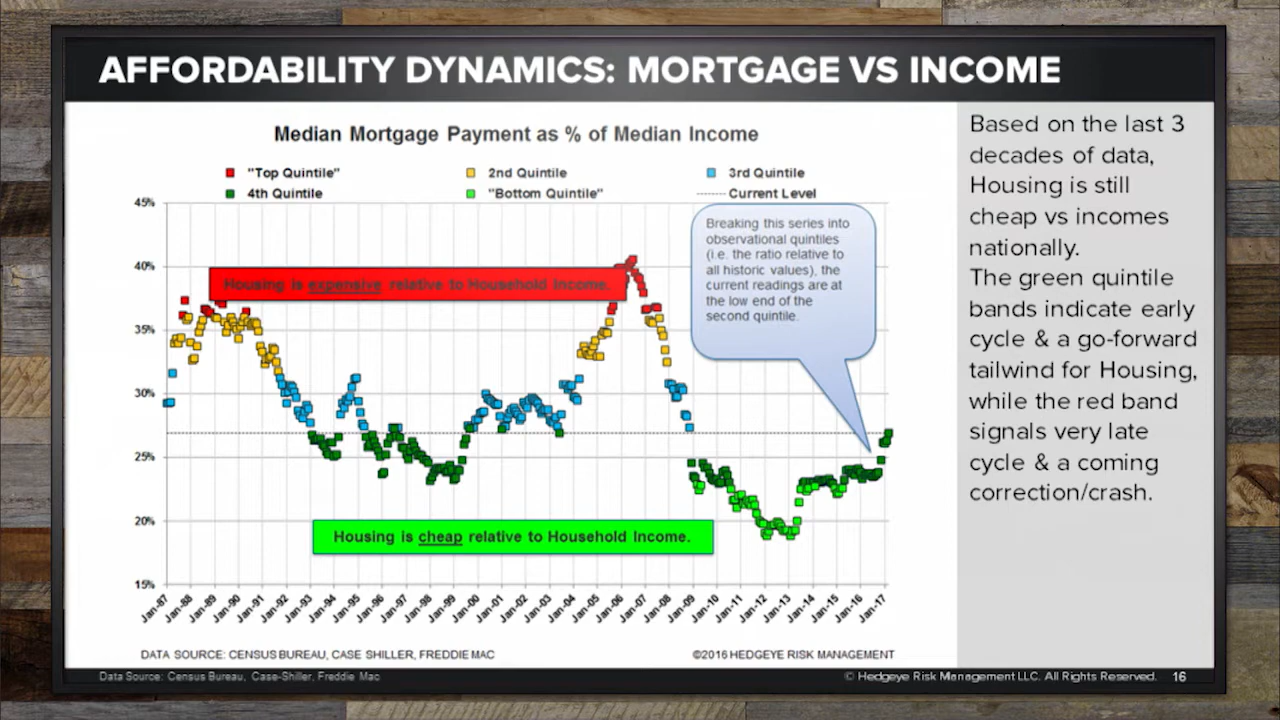 AFFORDABILITY DYNAMICS: MORTGAGE VS INCOME
Median Mortgage Payment as % of Median Income
"Top Quintile"
2nd Quintile
3rd Quintile
4th Quintile
"Bottom Quintile"
Current Level
45%
40%
35%
30%
25%
20%
15%
Housing is expensive relative to Household Income.
Breaking this series into
observational quintiles
(i.e. the ratio relative to
all historic values), the
current readings are at
the low end of the
second quintile.
Housing is cheap relative to Household Income.
Jan-87
Jan-88
Jan-89
Jan-90
Jan-91
Jan-92
Jan-93
Jan-94
Jan-95
Jan-96
Jan-97
Jan-98
Jan-99
Jan-00
Jan-01
Jan-02
Jan-03
Jan-04
Jan-05
Jan-06
Jan-07
Jan-08
Jan-09
Jan-10
Jan-11
Jan-12
Jan-13
Jan-14
Jan-15
Jan-16
Jan-17
DATA SOURCE: CENSUS BUREAU, CASE SHILLER, FREDDIE MAC
©2016 HEDGEYE RISK MANAGEMENT
Based on the last 3
decades of data,
Housing is still
cheap vs incomes
nationally.
The green quintile
bands indicate early
cycle & a go-forward
tailwind for Housing,
while the red band
signals very late
cycle & a coming
correction/crash.
Data Source: Census Bureau, Case-Shiller, Freddie Mac
© Hedgeye Risk Management LLC. All Rights Reserved.
16